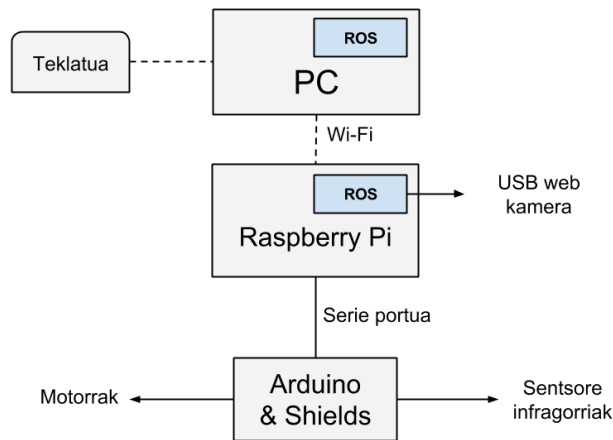 ROS
Teklatua
PC
Wi-Fi
ROS
USB web
kamera
Raspberry Pi
Serie portua
Motorrak
Arduino
& Shields
Sentsore
infragorriak